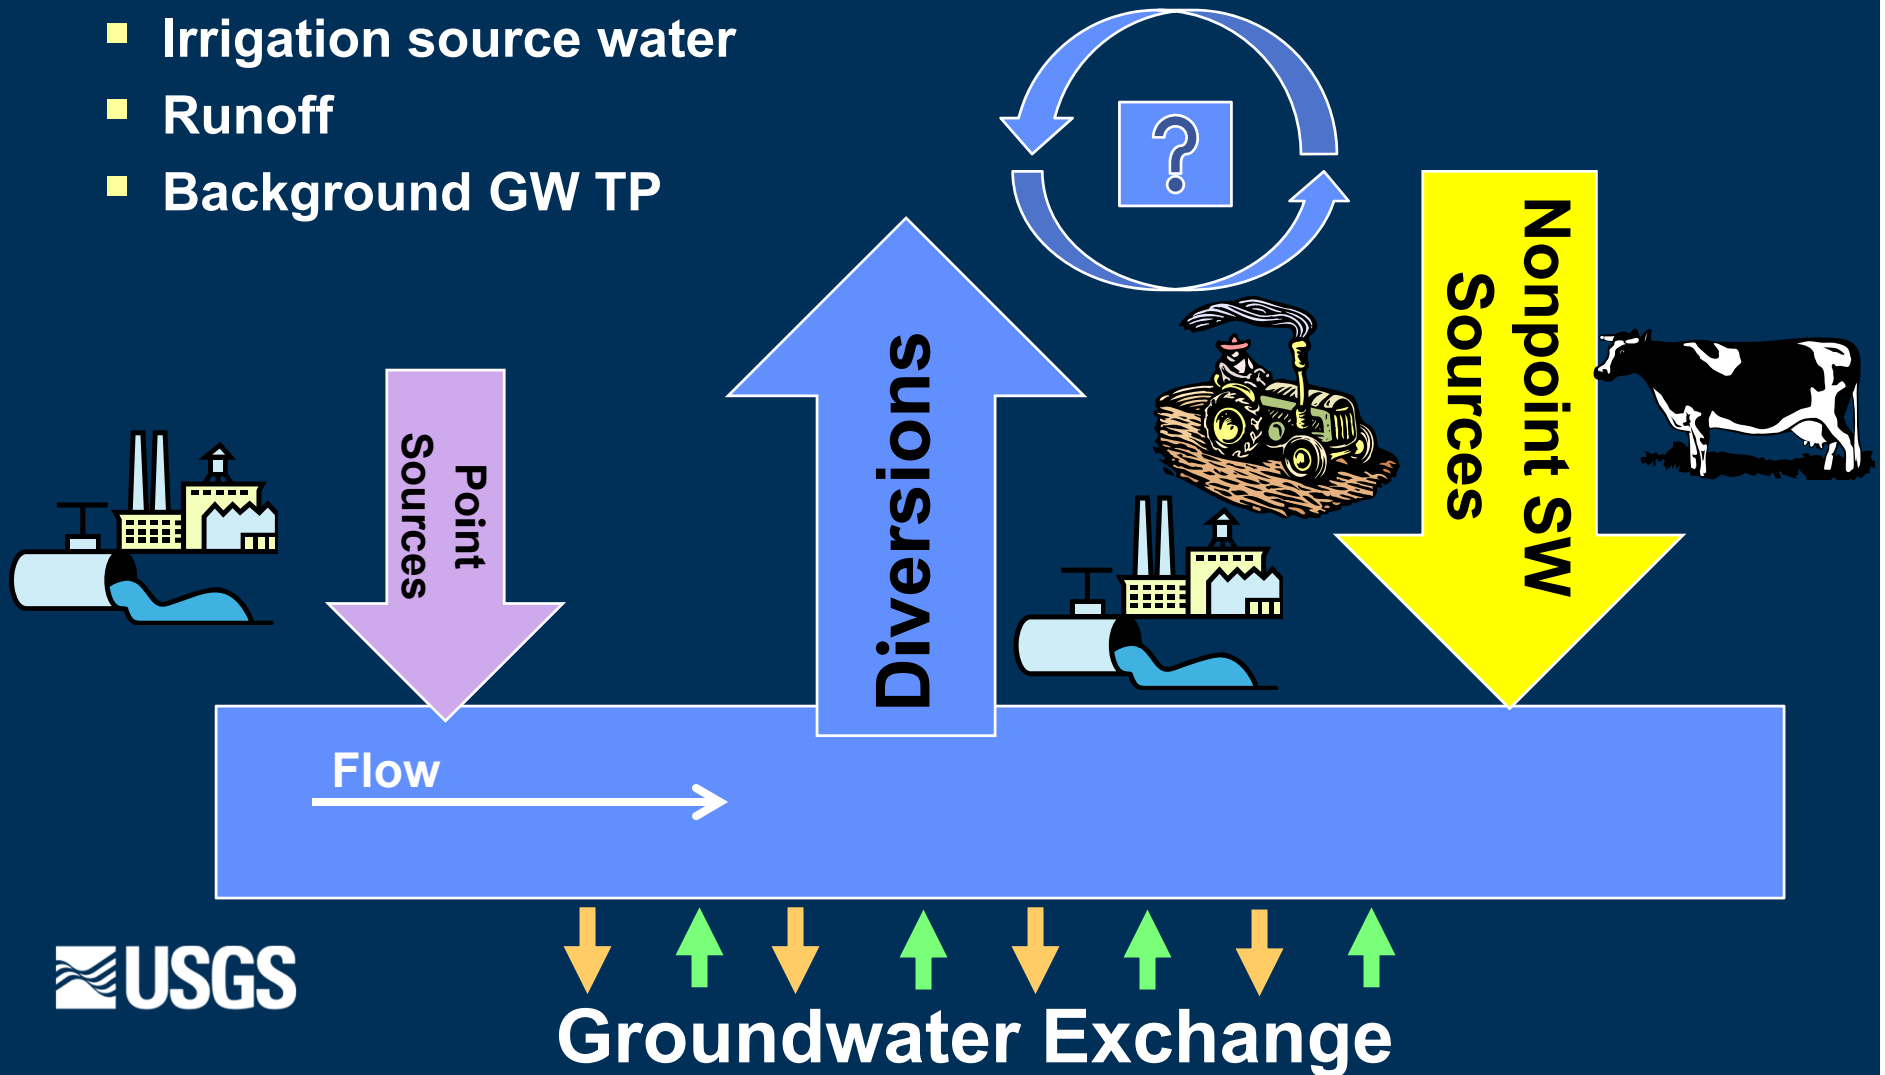 Irrigation source water
Runoff
Background GW TP
?
Nonpoint SW
Sources
Diversions
Point
Sources
Flow
USGS
Groundwater Exchange